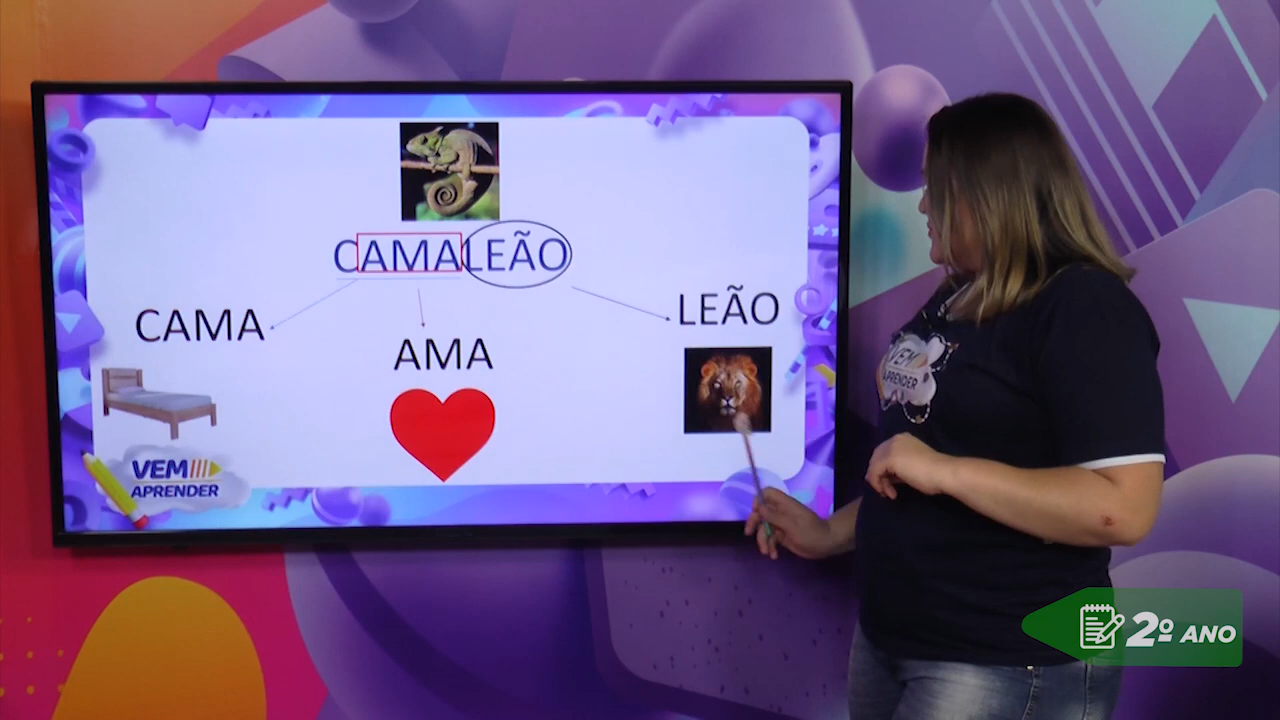 CAMALEÃO
CAMA
AMA
LEÃO
VEM
APRENDER
VEM
APRENDER
2º ANO